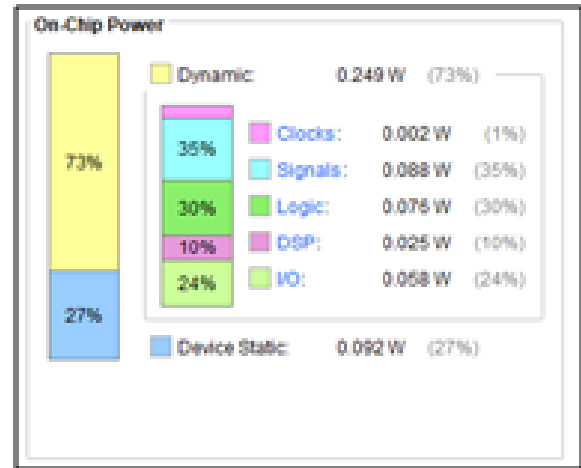 On-Chip Power
Dynamic: 0.249 W (73%)
73%
Clocks: 0.002 W (1%)
35%
Signals: 0.088 W (35%)
30%
Logic: 0.076 W (30%)
10%
DSP: 0.025 W (10%)
24%
I/O: 0.058 W (24%)
27%
Device Static: 0.092 W (27%)